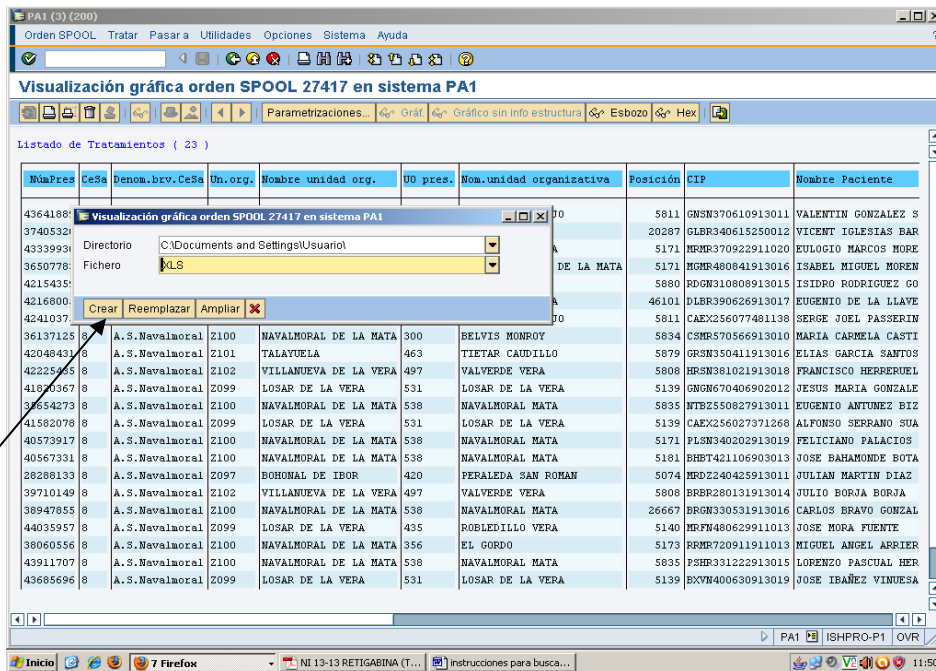 PA1 (3) (200)
Orden SPOOL Tratar Pasar a Utilidades Opciones Sistema Ayuda
Visualización gráfica orden SPOOL 27417 en sistema PA1
Parametrizaciones... Gráf. Gráfico sin info estructura Esbozo Hex
Listado de Tratamientos ( 23 )
NúmPres CeSa Denom.brv.CeSa Un.org. Nombre unidad org. UO pres. Nom.unidad organizativa Posición CIP Nombre Paciente
5811 GNSN370610913011 VALENTIN GONZALEZ S
20287 GLBR340615250012 VICENT IGLESIAS BAR
5171 MRMR370922911020 EULOGIO MARCOS MORE
DE LA MATA 5171 MGMR480841913016 ISABEL MIGUEL MOREN
5880 RDGN310808913015 ISIDRO RODRIGUEZ GO
46101 DLBR390626913017 EUGENIO DE LA LLAVE
5811 CAEX256077481138 SERGE JOEL PASSERIN
Visualización gráfica orden SPOOL 27417 en sistema PA1
Directorio C:\Documents and Settings\Usuario\
Fichero XLS
Crear Reemplazar Ampliar
36137125 8 A.S.Navalmoral Z100 NAVALMORAL DE LA MATA 300 BELVIS MONROY 5834 CSMR570566913010 MARIA CARMELA CASTI
42048431 8 A.S.Navalmoral Z101 TALAYUELA 463 TIETAR CAUDILLO 5879 GRSN350411913016 ELIAS GARCIA SANTOS
42225435 8 A.S.Navalmoral Z102 VILLANUEVA DE LA VERA 497 VALVERDE VERA 5808 HRSN381021913018 FRANCISCO HERRERUEL
41820367 8 A.S.Navalmoral Z099 LOSAR DE LA VERA 531 LOSAR DE LA VERA 5139 GNGN670406902012 JESUS MARIA GONZALE
8 A.S.Navalmoral Z100 NAVALMORAL DE LA MATA 538 NAVALMORAL MATA 5835 NTBZ550827913011 EUGENIO ANTUNEZ BIZ
41582078 8 A.S.Navalmoral Z099 LOSAR DE LA VERA 531 LOSAR DE LA VERA 5139 CAEX256027371268 ALFONSO SERRANO SUA
40573917 8 A.S.Navalmoral Z100 NAVALMORAL DE LA MATA 538 NAVALMORAL MATA 5171 PLSN340202913019 FELICIANO PALACIOS
40567331 8 A.S.Navalmoral Z100 NAVALMORAL DE LA MATA 538 NAVALMORAL MATA 5181 BHBT421106903013 JOSE BAHAMONDE BOTA
28288133 8 A.S.Navalmoral Z097 BOHONAL DE IBOR 420 PERALEDA SAN ROMAN 5074 MRDZ240425913011 JULIAN MARTIN DIAZ
39710149 8 A.S.Navalmoral Z102 VILLANUEVA DE LA VERA 497 VALVERDE VERA 5808 BRBR280131913014 JULIO BORJA BORJA
38947855 8 A.S.Navalmoral Z100 NAVALMORAL DE LA MATA 538 NAVALMORAL MATA 26667 BRGN330531913016 CARLOS BRAVO GONZAL
44035957 8 A.S.Navalmoral Z099 LOSAR DE LA VERA 435 ROBLEDILLO VERA 5140 MRFN480629911013 JOSE MORA FUENTE
38060556 8 A.S.Navalmoral Z100 NAVALMORAL DE LA MATA 356 EL GORDO 5173 RRMR720911911013 MIGUEL ANGEL ARRIER
43911707 8 A.S.Navalmoral Z100 NAVALMORAL DE LA MATA 538 NAVALMORAL MATA 5835 PSHR331222913015 LORENZO PASCUAL HER
43685696 8 A.S.Navalmoral Z099 LOSAR DE LA VERA 531 LOSAR DE LA VERA 5139 BXVN400630913019 JOSE IBAÑEZ VINUESA
PA1 ISHPRO-P1 OVR
Inicio 7 Firefox NI 13-13 RETIGABINA (T... instrucciones para busca... 11:50